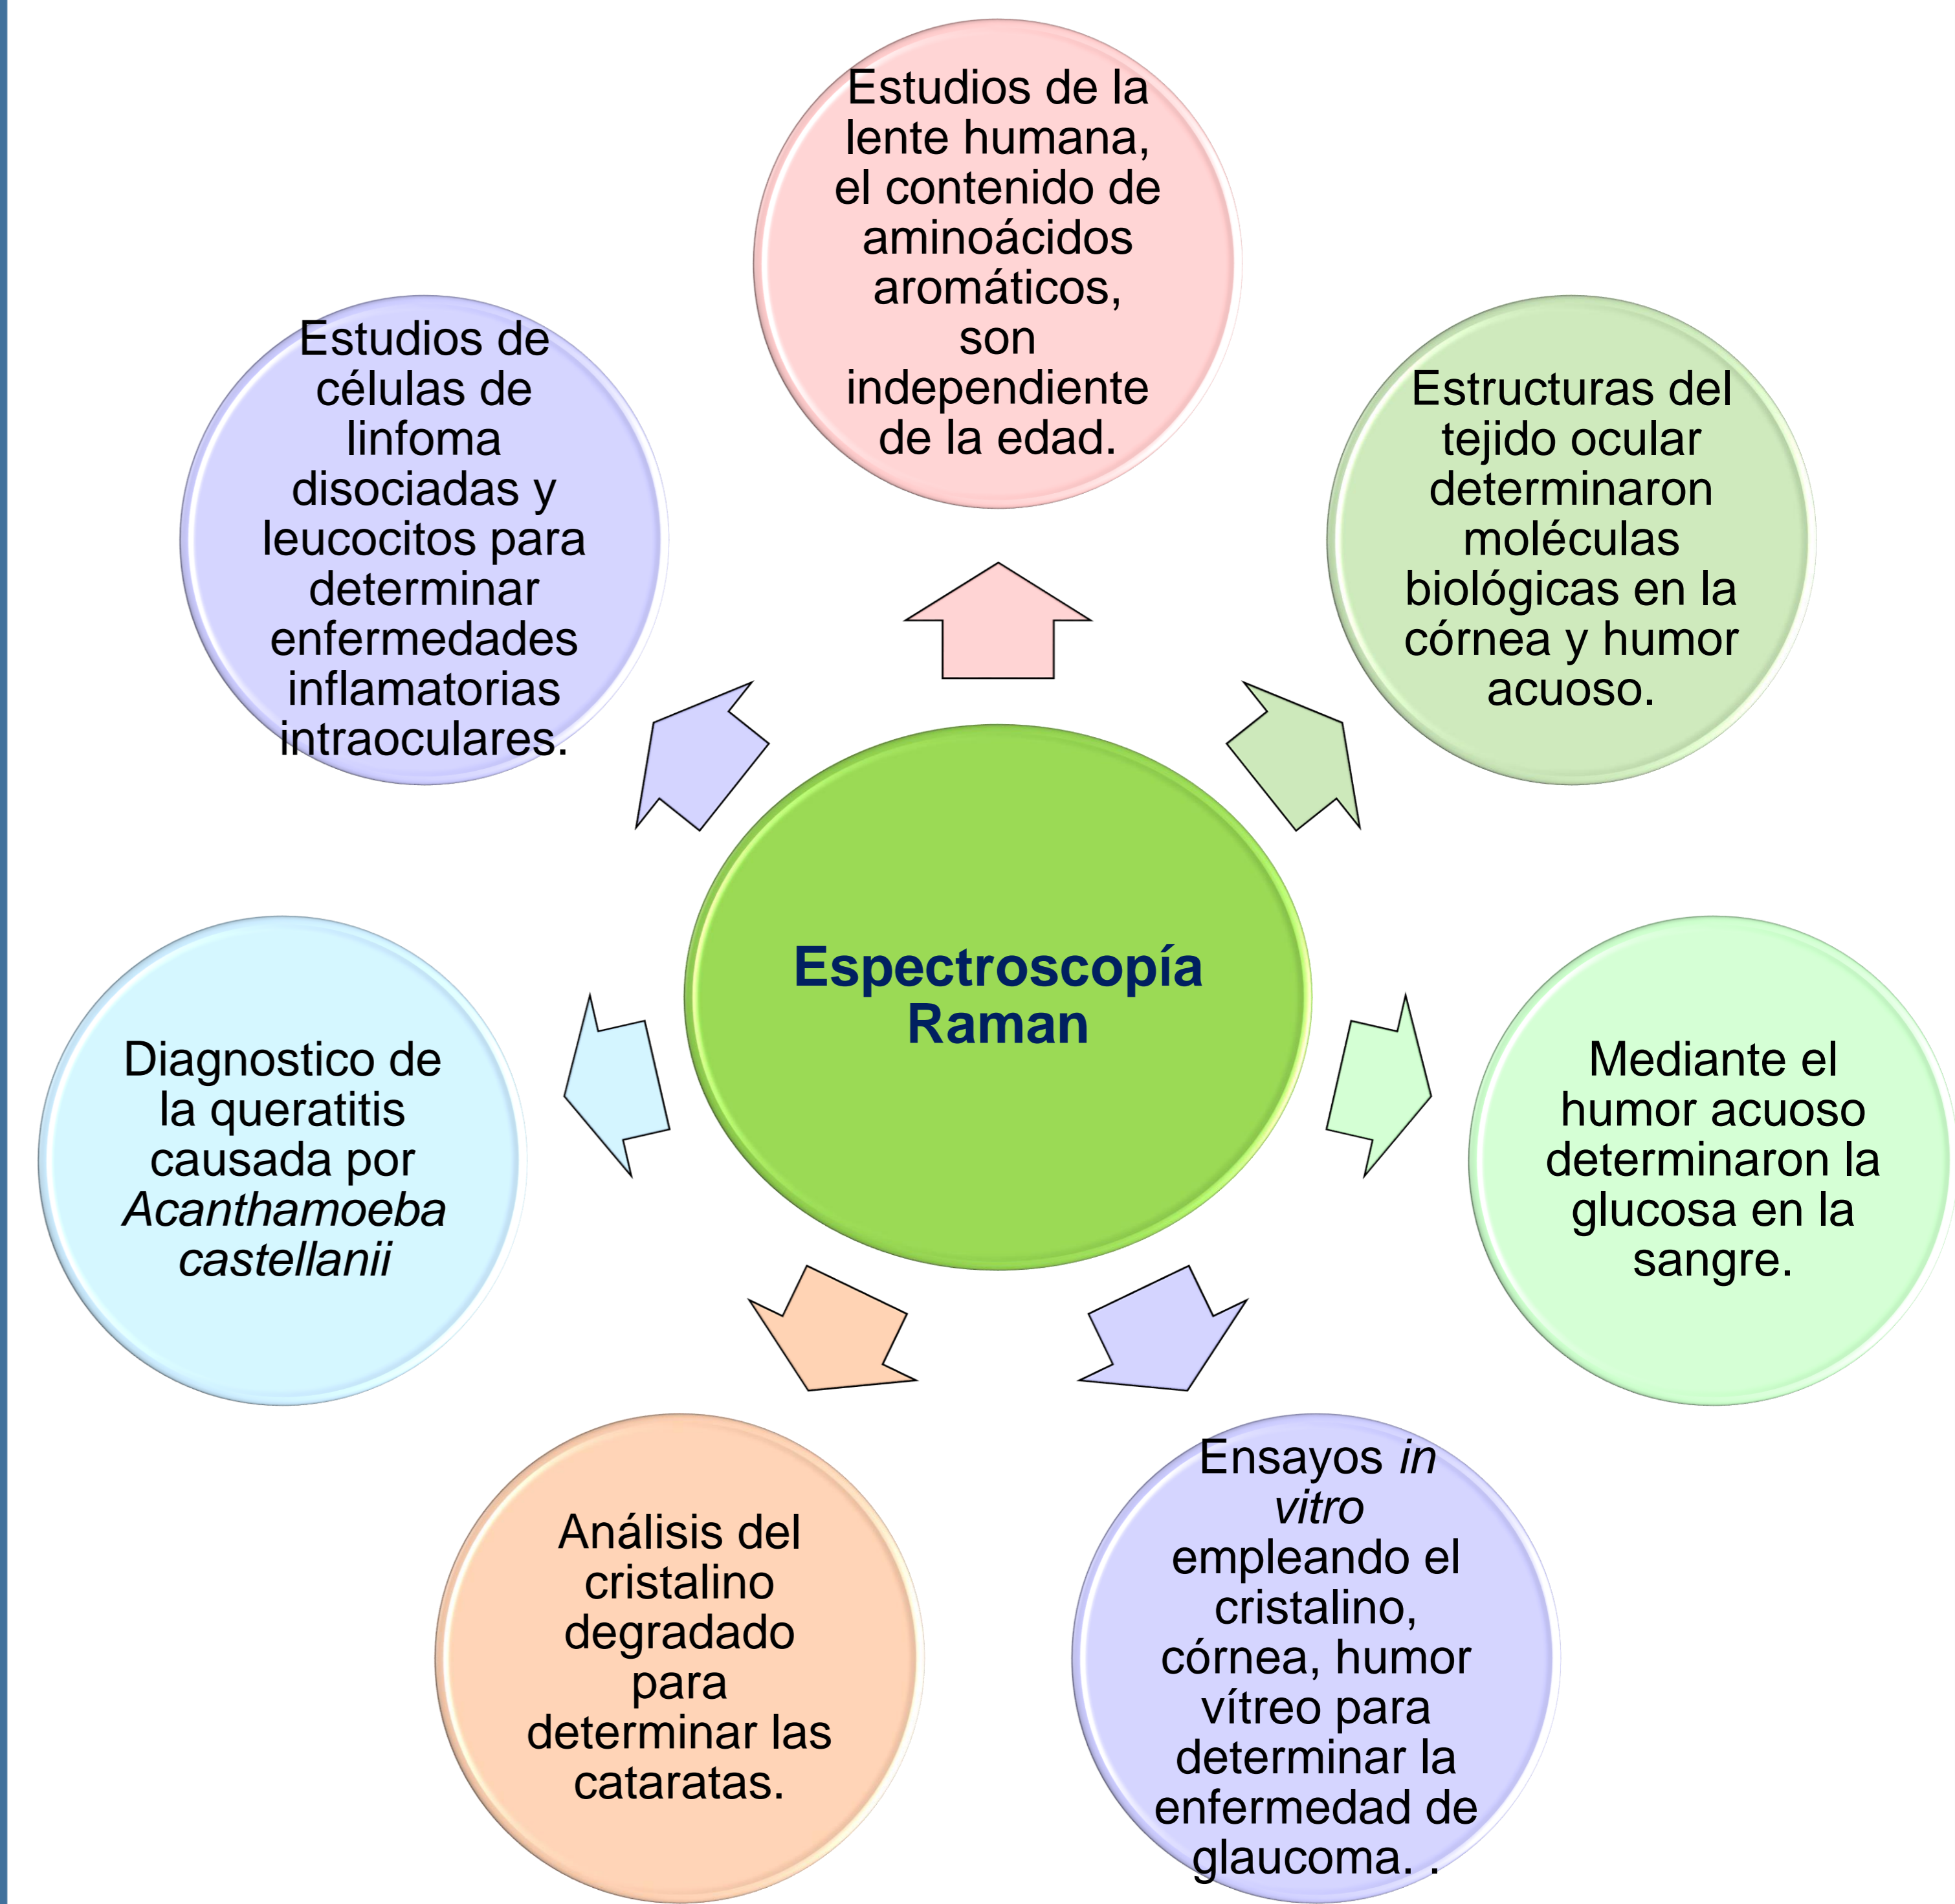 Estudios de la
lente humana,
el contenido de
aminoácidos
aromáticos,
son
independiente
de la edad.
Estructuras del
tejido ocular
determinaron
moléculas
biológicas en la
córnea y humor
acuoso.
Mediante el
humor acuoso
determinaron la
glucosa en la
sangre.
Ensayos in
vitro
empleando el
cristalino,
córnea, humor
vítreo para
determinar la
enfermedad de
glaucoma. .
Análisis del
cristalino
degradado
para
determinar las
cataratas.
Diagnostico de
la queratitis
causada por
Acanthamoeba
castellanii
Estudios de
células de
linfoma
disociadas y
leucocitos para
determinar
enfermedades
inflamatorias
intraoculares.
Espectroscopía
Raman